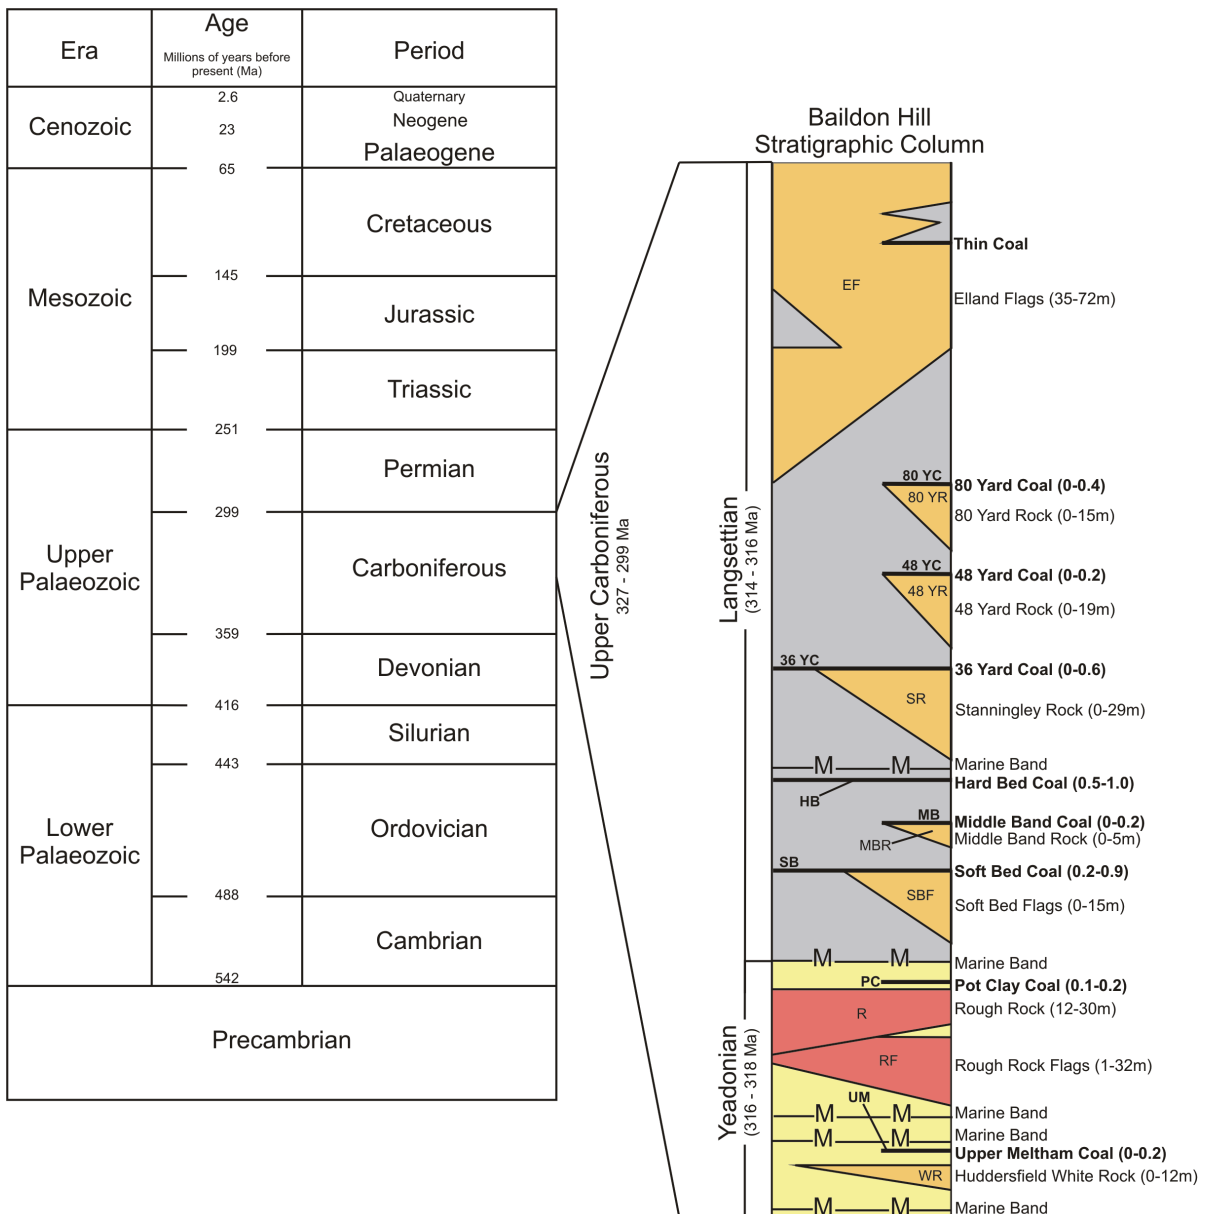 Era
Age
Millions of years before
present (Ma)
Period
Cenozoic
2.6
Quaternary
23
Neogene
Palaeogene
65
Mesozoic
Cretaceous
145
Jurassic
199
Triassic
251
Upper
Palaeozoic
Permian
299
Carboniferous
359
Devonian
416
Lower
Palaeozoic
Silurian
443
Ordovician
488
Cambrian
542
Precambrian
Upper Carboniferous
327 - 299 Ma
Baildon Hill
Stratigraphic Column
Langsettian
(314 - 316 Ma)
Yeadonian
(316 - 318 Ma)
Thin Coal
EF
Elland Flags (35-72m)
80 YC
80 Yard Coal (0-0.4)
80 YR
80 Yard Rock (0-15m)
48 YC
48 Yard Coal (0-0.2)
48 YR
48 Yard Rock (0-19m)
36 YC
36 Yard Coal (0-0.6)
SR
Stanningley Rock (0-29m)
M M Marine Band
Hard Bed Coal (0.5-1.0)
HB
MB
Middle Band Coal (0-0.2)
MBR
Middle Band Rock (0-5m)
SB
Soft Bed Coal (0.2-0.9)
SBF
Soft Bed Flags (0-15m)
M M Marine Band
PC
Pot Clay Coal (0.1-0.2)
R
Rough Rock (12-30m)
RF
Rough Rock Flags (1-32m)
UM
M M Marine Band
M M Marine Band
Upper Meltham Coal (0-0.2)
WR
Huddersfield White Rock (0-12m)
M M Marine Band